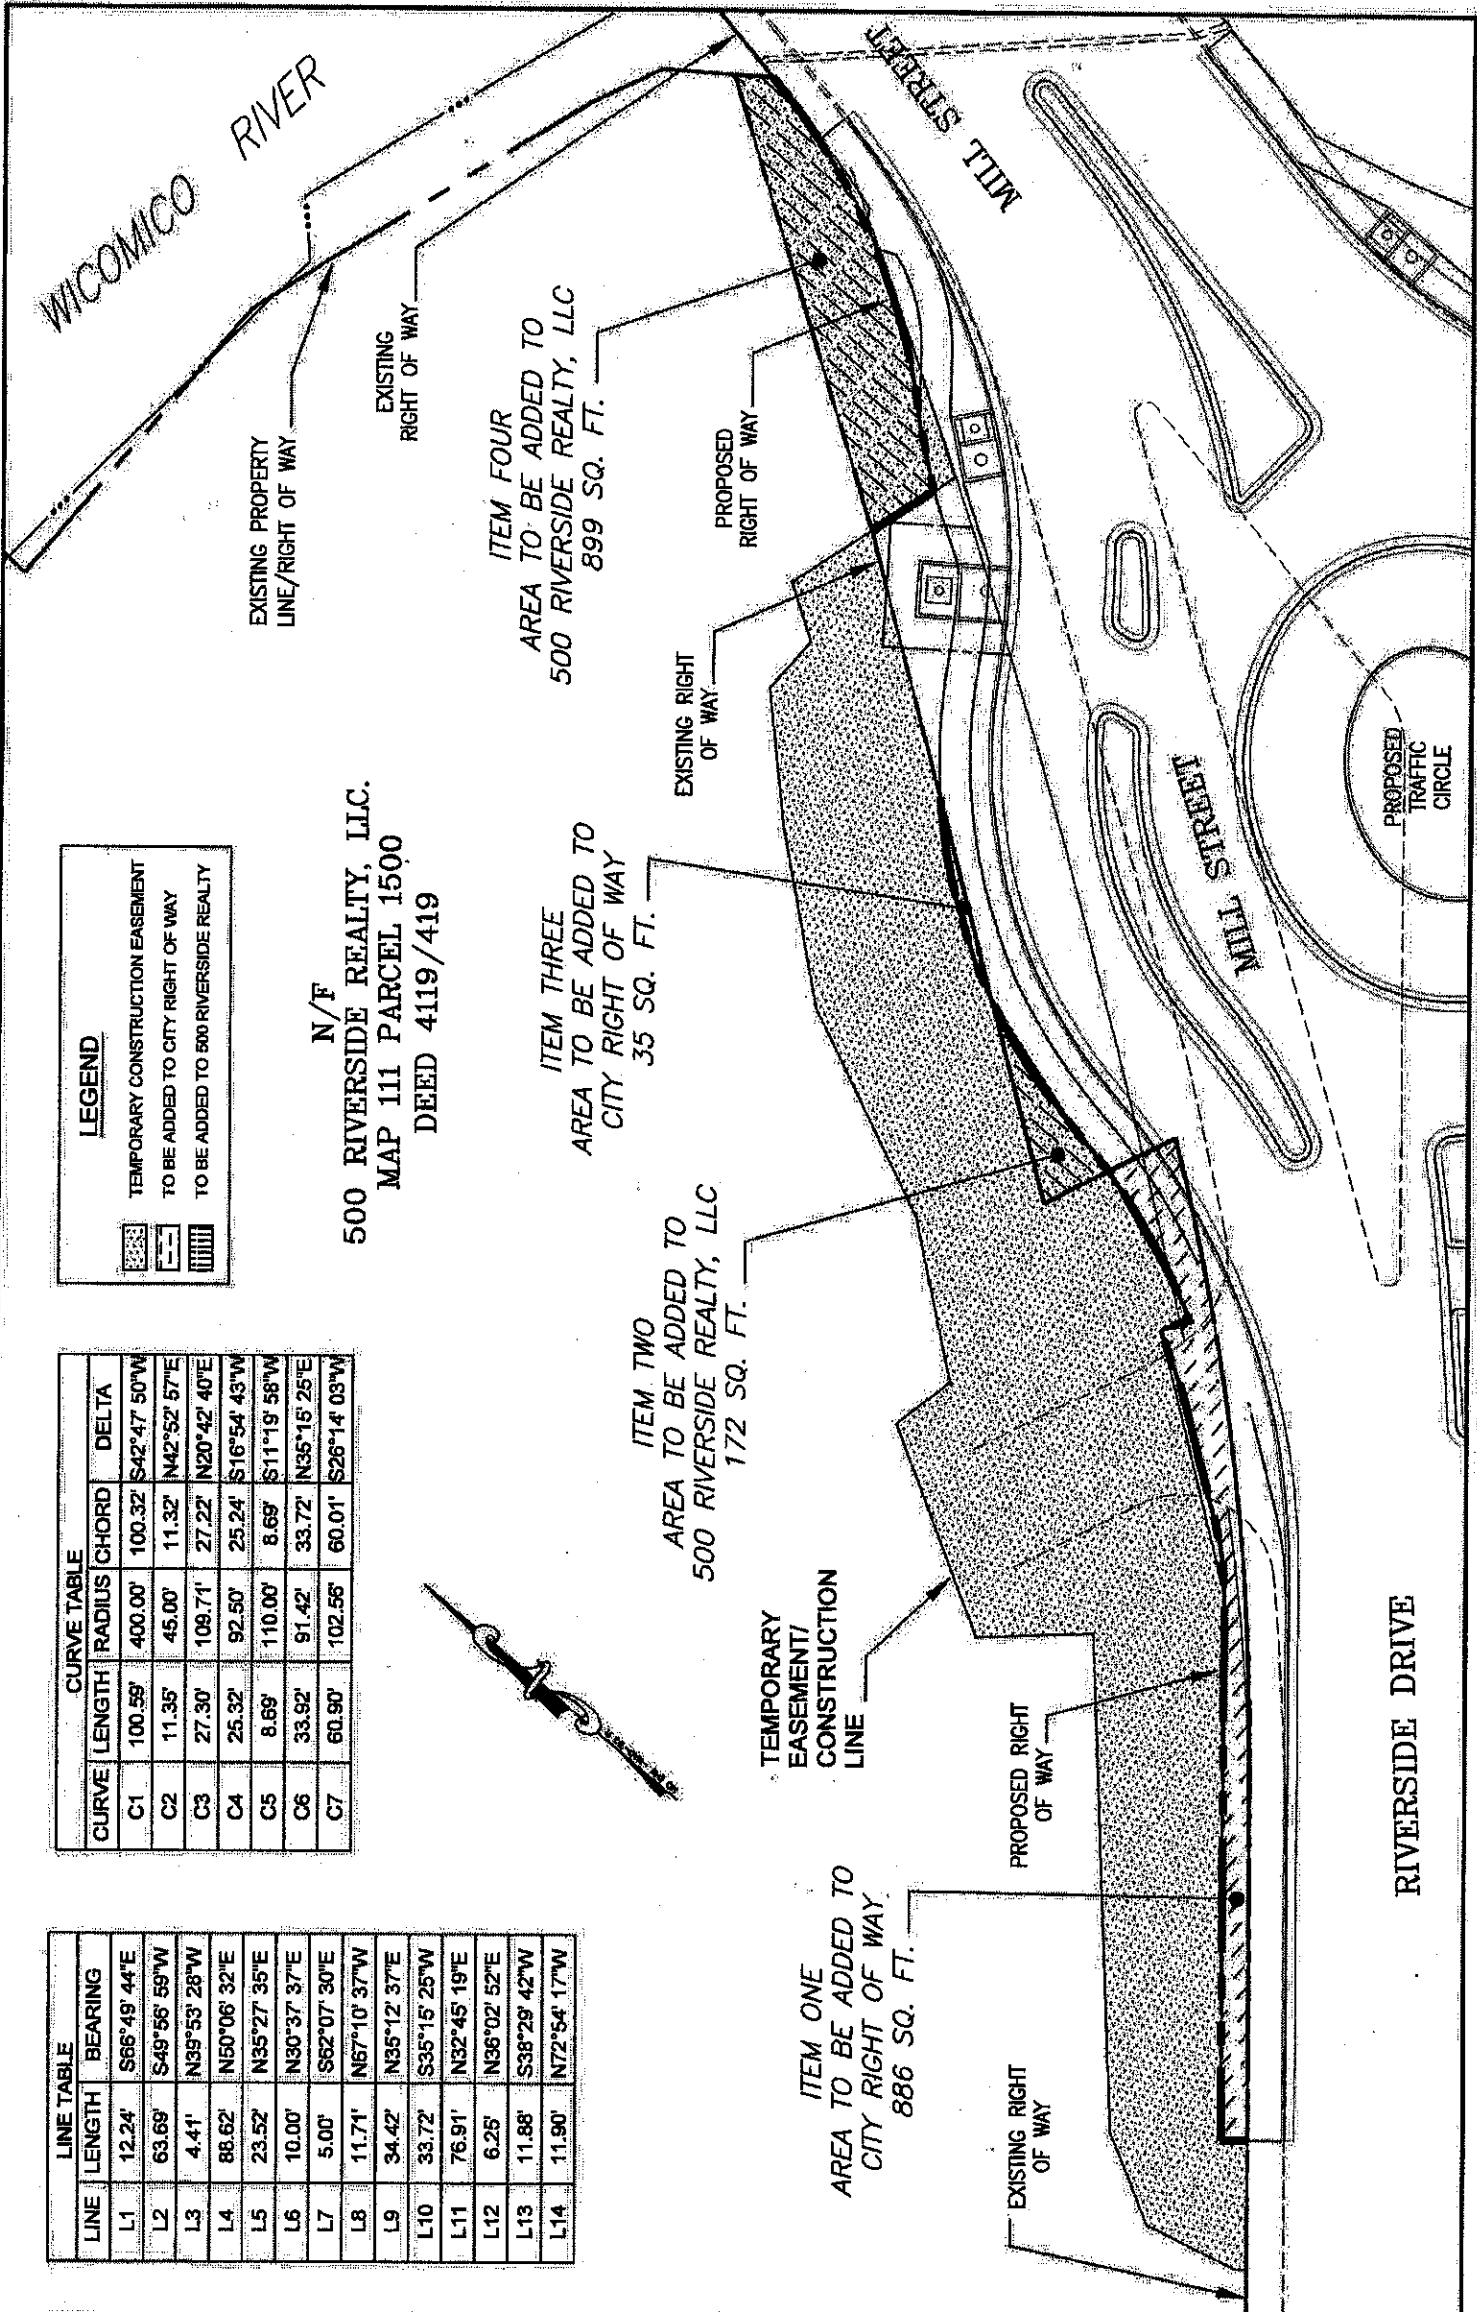 LINE TABLE
LINE LENGTH BEARING
L1 12.24' S66°49' 44"E
L2 63.69' S49°56' 59"W
L3 4.41' N39°53' 28"W
L4 88.62' N50°06' 32"E
L5 23.52' N35°27' 35"E
L6 10.00' N30°37' 37"E
L7 5.00' S62°07' 30"E
L8 11.71' N67°10' 37"W
L9 34.42' N35°12' 37"E
L10 33.72' S35°15' 25"W
L11 76.91' N32°45' 19"E
L12 6.25' N36°02' 52"E
L13 11.88' S38°29' 42"W
L14 11.90' N72°54' 17"W
CURVE TABLE
CURVE LENGTH RADIUS CHORD DELTA
C1 100.59' 400.00' 100.32' S42°47' 50"W
C2 11.35' 45.00' 11.32' N42°52' 57"E
C3 27.30' 109.71' 27.22' N20°42' 40"E
C4 25.32' 92.50' 25.24' S16°54' 43"W
C5 8.69' 110.00' 8.69' S11°19' 58"W
C6 33.92' 91.42' 33.72' N35°15' 25"E
C7 60.90' 102.56' 60.01' S26°14' 03"W
LEGEND
TEMPORARY CONSTRUCTION EASEMENT
TO BE ADDED TO CITY RIGHT OF WAY
TO BE ADDED TO 500 RIVERSIDE REALTY
N/F
500 RIVERSIDE REALTY, LLC.
MAP 111 PARCEL 1500
DEED 4119/419
WICOMICO RIVER
EXISTING PROPERTY
LINE/RIGHT OF WAY
EXISTING
RIGHT OF WAY
ITEM FOUR
AREA TO BE ADDED TO
500 RIVERSIDE REALTY, LLC
899 SQ. FT.
PROPOSED
RIGHT OF WAY
EXISTING RIGHT
OF WAY
ITEM THREE
AREA TO BE ADDED TO
CITY RIGHT OF WAY
35 SQ. FT.
ITEM TWO
AREA TO BE ADDED TO
500 RIVERSIDE REALTY, LLC
172 SQ. FT.
TEMPORARY
EASEMENT/
CONSTRUCTION
LINE
PROPOSED RIGHT
OF WAY
ITEM ONE
AREA TO BE ADDED TO
CITY RIGHT OF WAY
886 SQ. FT.
EXISTING RIGHT
OF WAY
RIVERSIDE DRIVE
MILL STREET
MILL STREET
PROPOSED
TRAFFIC
CIRCLE